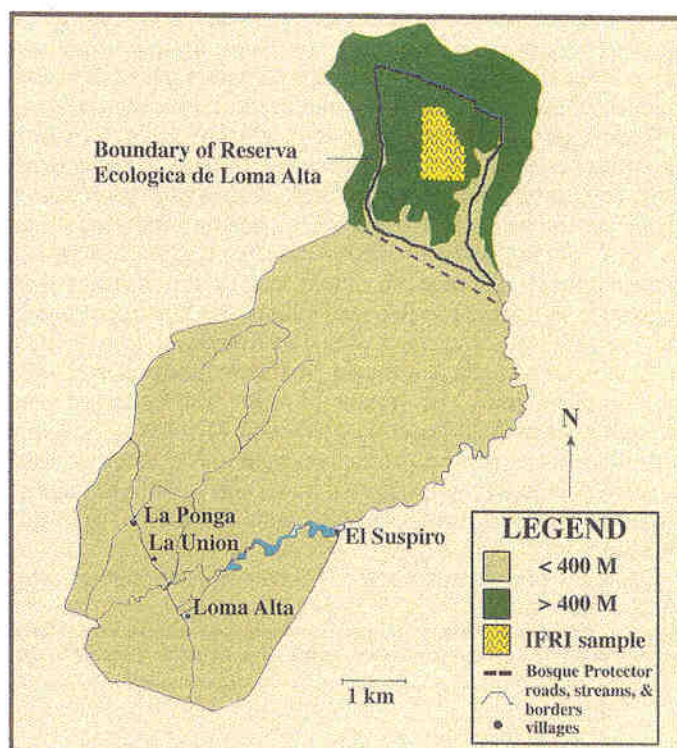 Boundary of Reserva
Ecologica de Loma Alta
N
La Ponga
La Union
El Suspiro
Loma Alta
1 km
LEGEND
< 400 M
> 400 M
IFRI sample
Bosque Protector
roads, streams, &
borders
villages